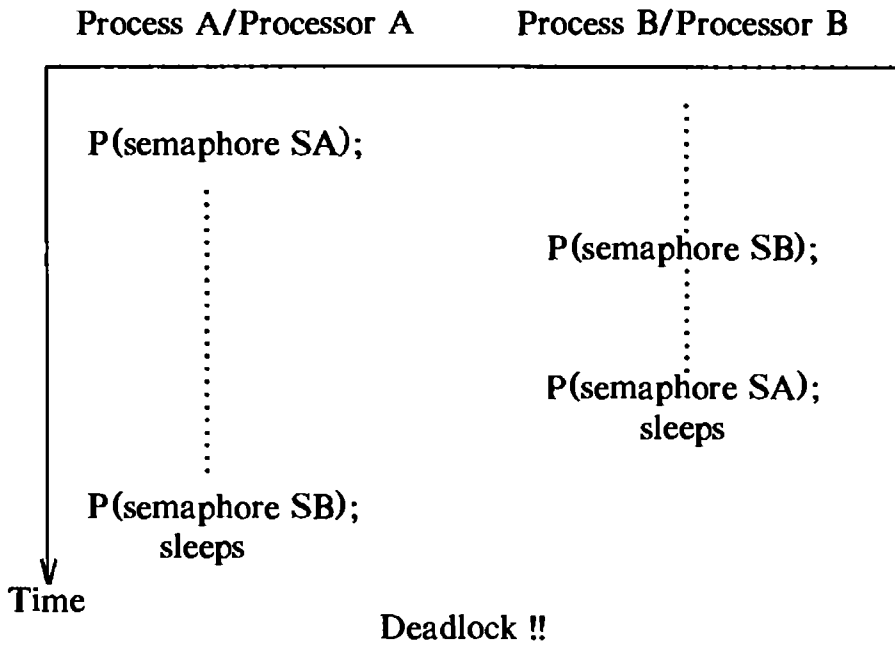 Process A/Processor A
Process B/Processor B
P(semaphore SA);
P(semaphore SB);
P(semaphore SA);
sleeps
P(semaphore SB);
sleeps
Time
Deadlock !!